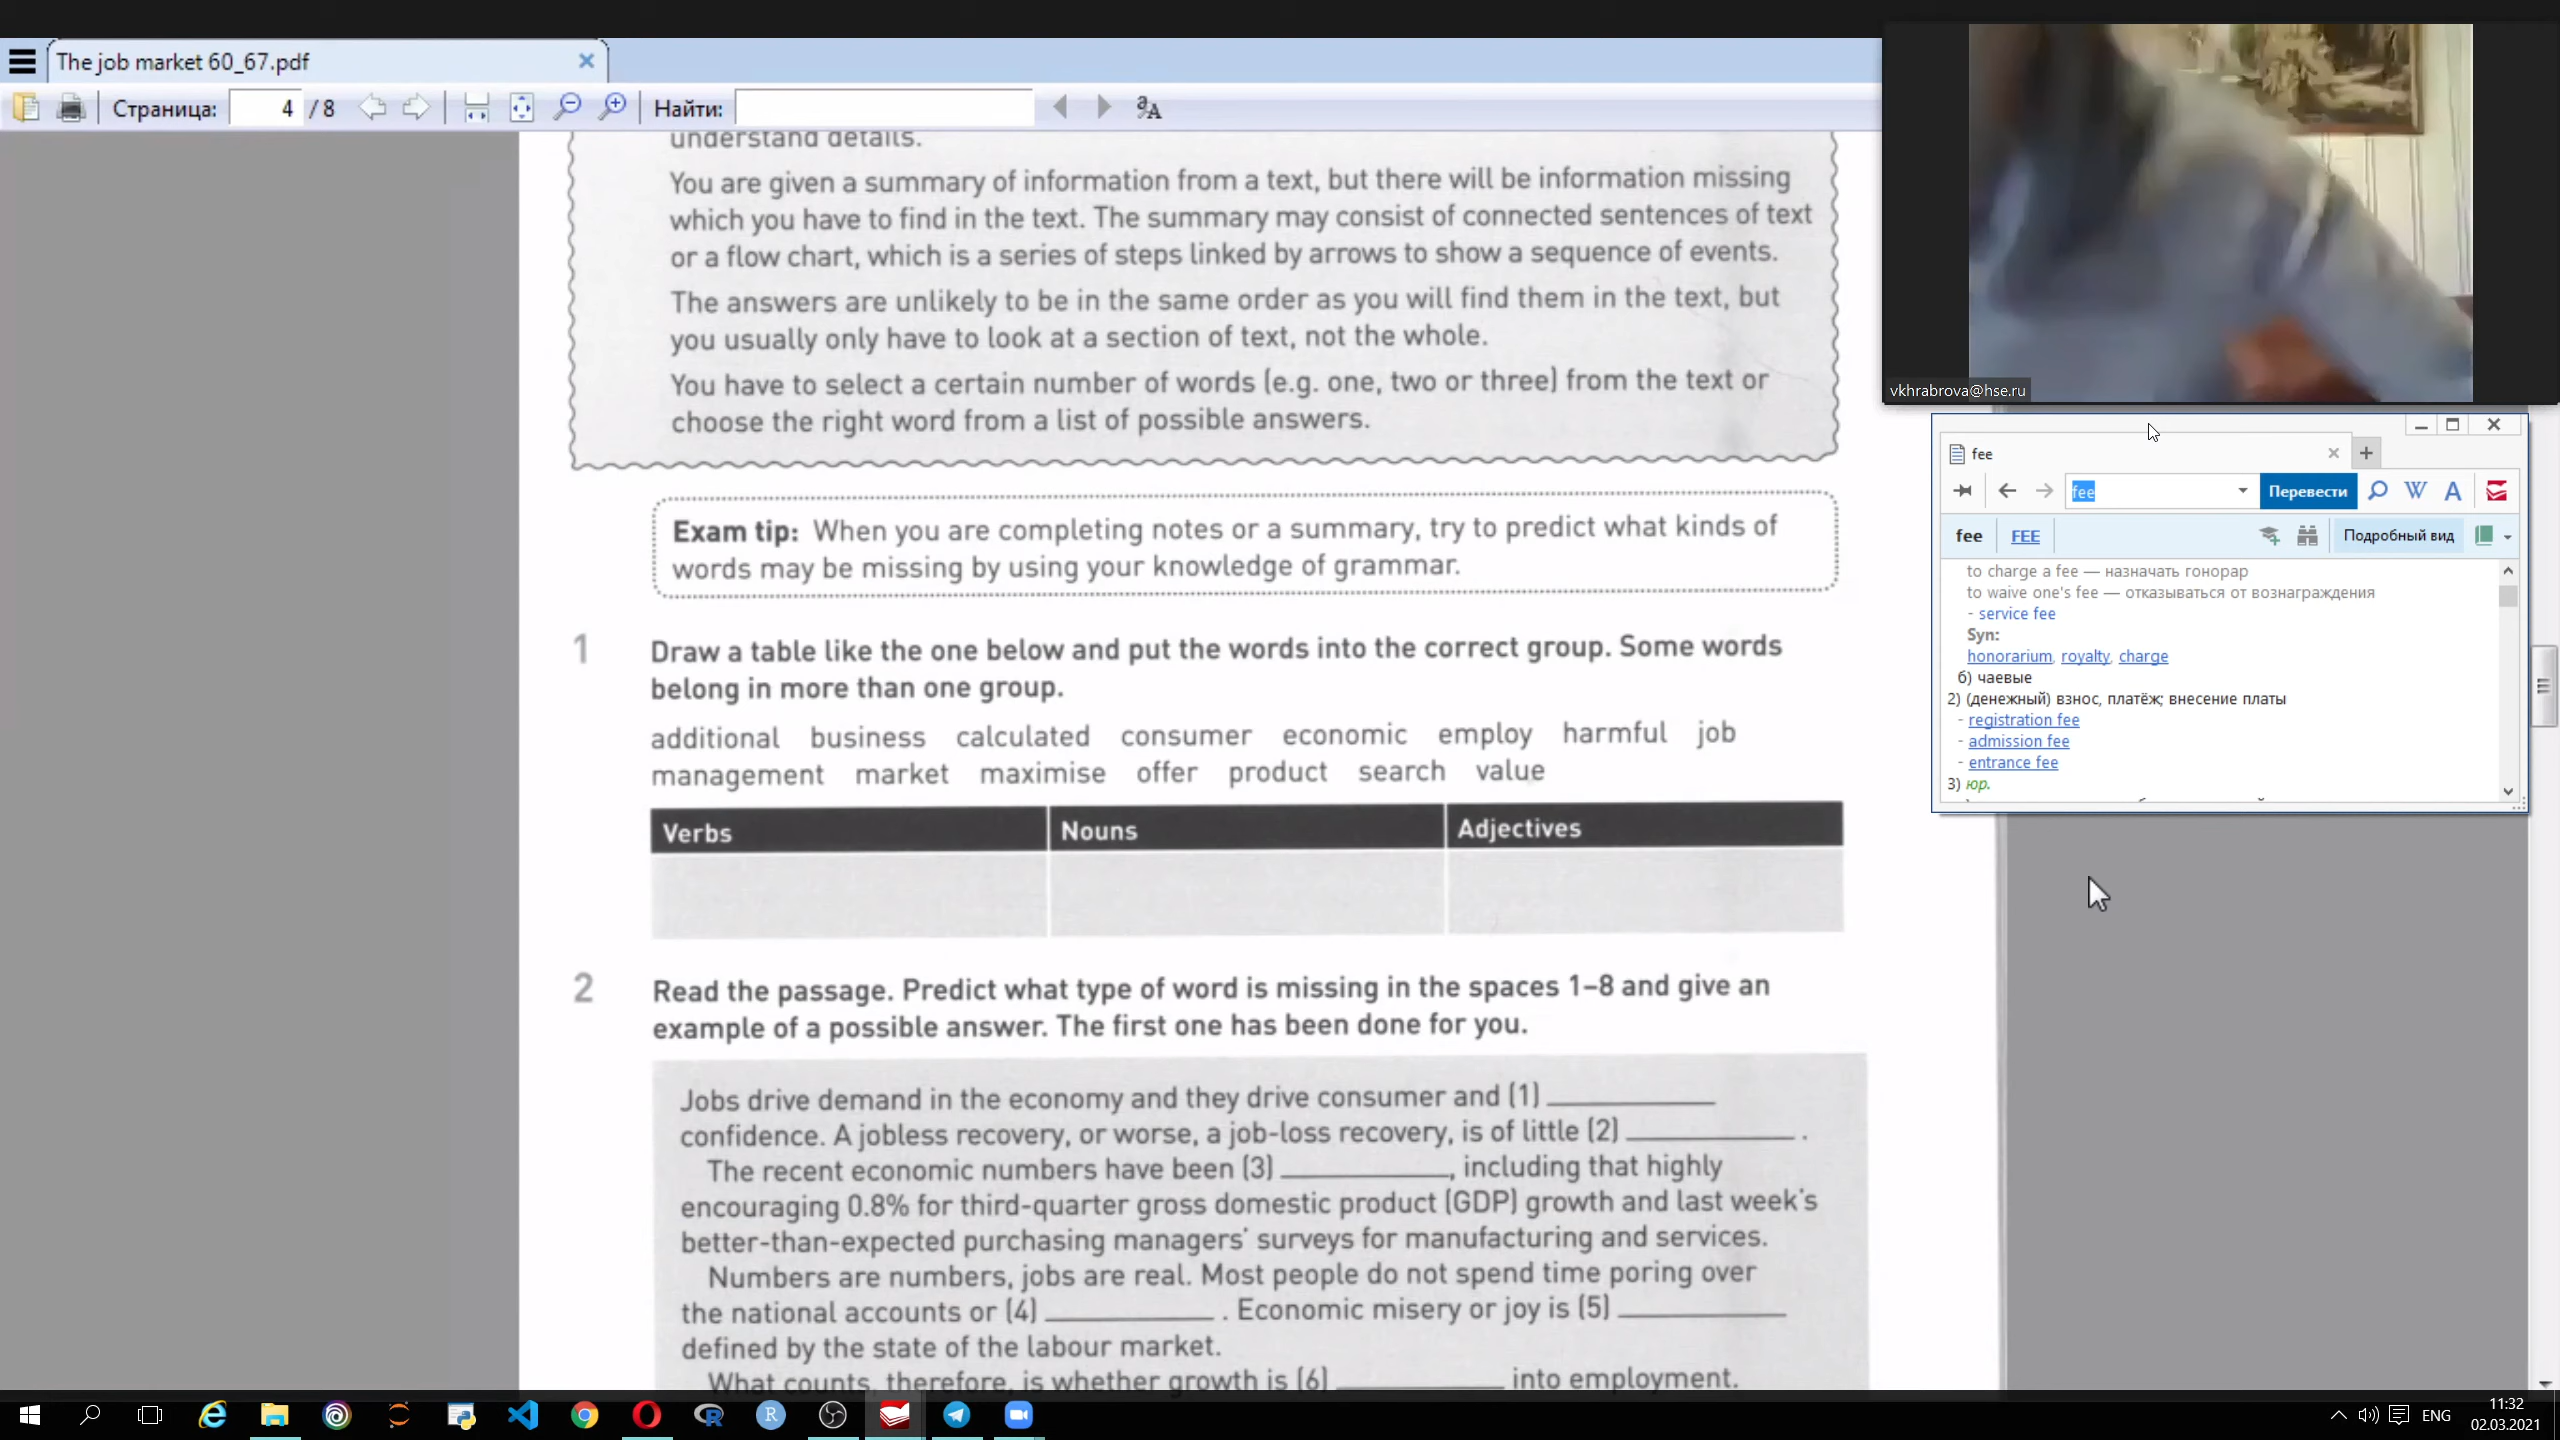 The job market 60_67.pdf
Страница: 4 / 8 Найти:
understand details.
You are given a summary of information from a text, but there will be information missing
which you have to find in the text. The summary may consist of connected sentences of text
or a flow chart, which is a series of steps linked by arrows to show a sequence of events.
The answers are unlikely to be in the same order as you will find them in the text, but
you usually only have to look at a section of text, not the whole.
You have to select a certain number of words (e.g. one, two or three) from the text or
choose the right word from a list of possible answers.
Exam tip: When you are completing notes or a summary, try to predict what kinds of
words may be missing by using your knowledge of grammar.
1 Draw a table like the one below and put the words into the correct group. Some words
belong in more than one group.
additional business calculated consumer economic employ harmful job
management market maximise offer product search value
Verbs Nouns Adjectives
2 Read the passage. Predict what type of word is missing in the spaces 1–8 and give an
example of a possible answer. The first one has been done for you.
Jobs drive demand in the economy and they drive consumer and (1) ____________
confidence. A jobless recovery, or worse, a job-loss recovery, is of little (2) ____________ .
The recent economic numbers have been (3) ____________, including that highly
encouraging 0.8% for third-quarter gross domestic product (GDP) growth and last week's
better-than-expected purchasing managers' surveys for manufacturing and services.
Numbers are numbers, jobs are real. Most people do not spend time poring over
the national accounts or (4) ____________ . Economic misery or joy is (5) ____________
defined by the state of the labour market.
What counts, therefore, is whether growth is (6) ____________ into employment.
vkhrabrova@hse.ru
fee
fee Перевести W A
fee FEE Подробный вид
to charge a fee — назначать гонорар
to waive one's fee — отказываться от вознаграждения
- service fee
Syn:
honorarium, royalty, charge
б) чаевые
2) (денежный) взнос, платёж; внесение платы
- registration fee
- admission fee
- entrance fee
3) юр.
ENG
11:32
02.03.2021